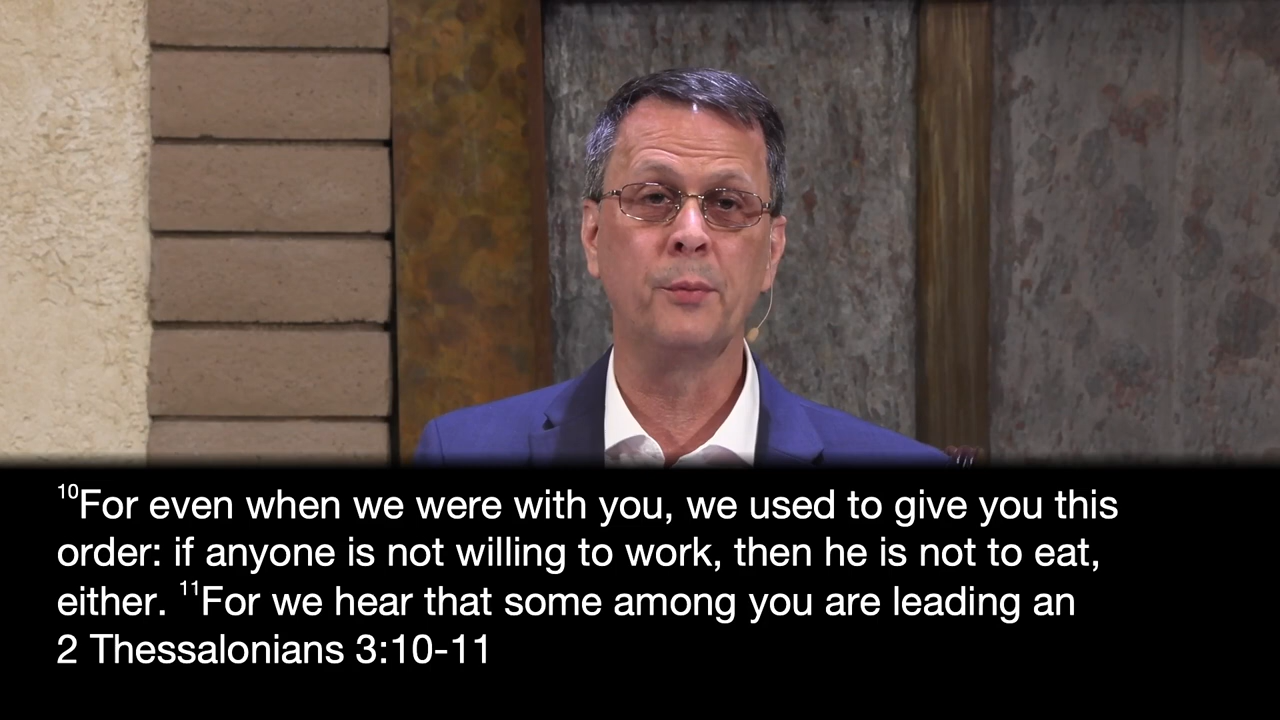 ¹⁰For even when we were with you, we used to give you this
order: if anyone is not willing to work, then he is not to eat,
either. ¹¹For we hear that some among you are leading an
2 Thessalonians 3:10-11